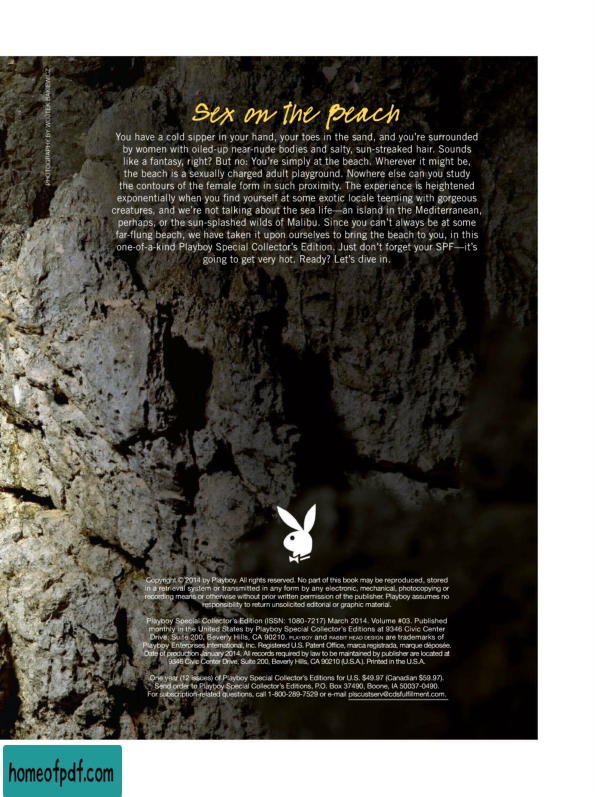 PHOTOGRAPHY BY WOJTEK HAKIEWICZ
Sex on the Beach
You have a cold sipper in your hand, your toes in the sand, and you're surrounded
by women with oiled-up near-nude bodies and salty, sun-streaked hair. Sounds
like a fantasy, right? But no: You're simply at the beach. Wherever it might be,
the beach is a sexually charged adult playground. Nowhere else can you study
the contours of the female form in such proximity. The experience is heightened
exponentially when you find yourself at some exotic locale teeming with gorgeous
creatures, and we're not talking about the sea life—an island in the Mediterranean,
perhaps, or the sun-splashed wilds of Malibu. Since you can't always be at some
far-flung beach, we have taken it upon ourselves to bring the beach to you, in this
one-of-a-kind Playboy Special Collector's Edition. Just don't forget your SPF—it's
going to get very hot. Ready? Let's dive in.
Copyright © 2014 by Playboy. All rights reserved. No part of this book may be reproduced, stored
in a retrieval system or transmitted in any form by any electronic, mechanical, photocopying or
recording means or otherwise without prior written permission of the publisher. Playboy assumes no
responsibility to return unsolicited editorial or graphic material.
Playboy Special Collector's Edition (ISSN: 1080-7217) March 2014. Volume #03. Published
monthly in the United States by Playboy Special Collector's Editions at 9346 Civic Center
Drive, Suite 200, Beverly Hills, CA 90210. PLAYBOY and RABBIT HEAD DESIGN are trademarks of
Playboy Enterprises International, Inc. Registered U.S. Patent Office, marca registrada, marque déposée.
Date of production January 2014. All records required by law to be maintained by publisher are located at
9346 Civic Center Drive, Suite 200, Beverly Hills, CA 90210 (U.S.A.). Printed in the U.S.A.
One year (12 issues) of Playboy Special Collector's Editions for U.S. $49.97 (Canadian $59.97).
Send order to Playboy Special Collector's Editions, P.O. Box 37490, Boone, IA 50037-0490.
For subscription-related questions, call 1-800-289-7529 or e-mail plscustserv@cdsfulfillment.com.
homeofpdf.com